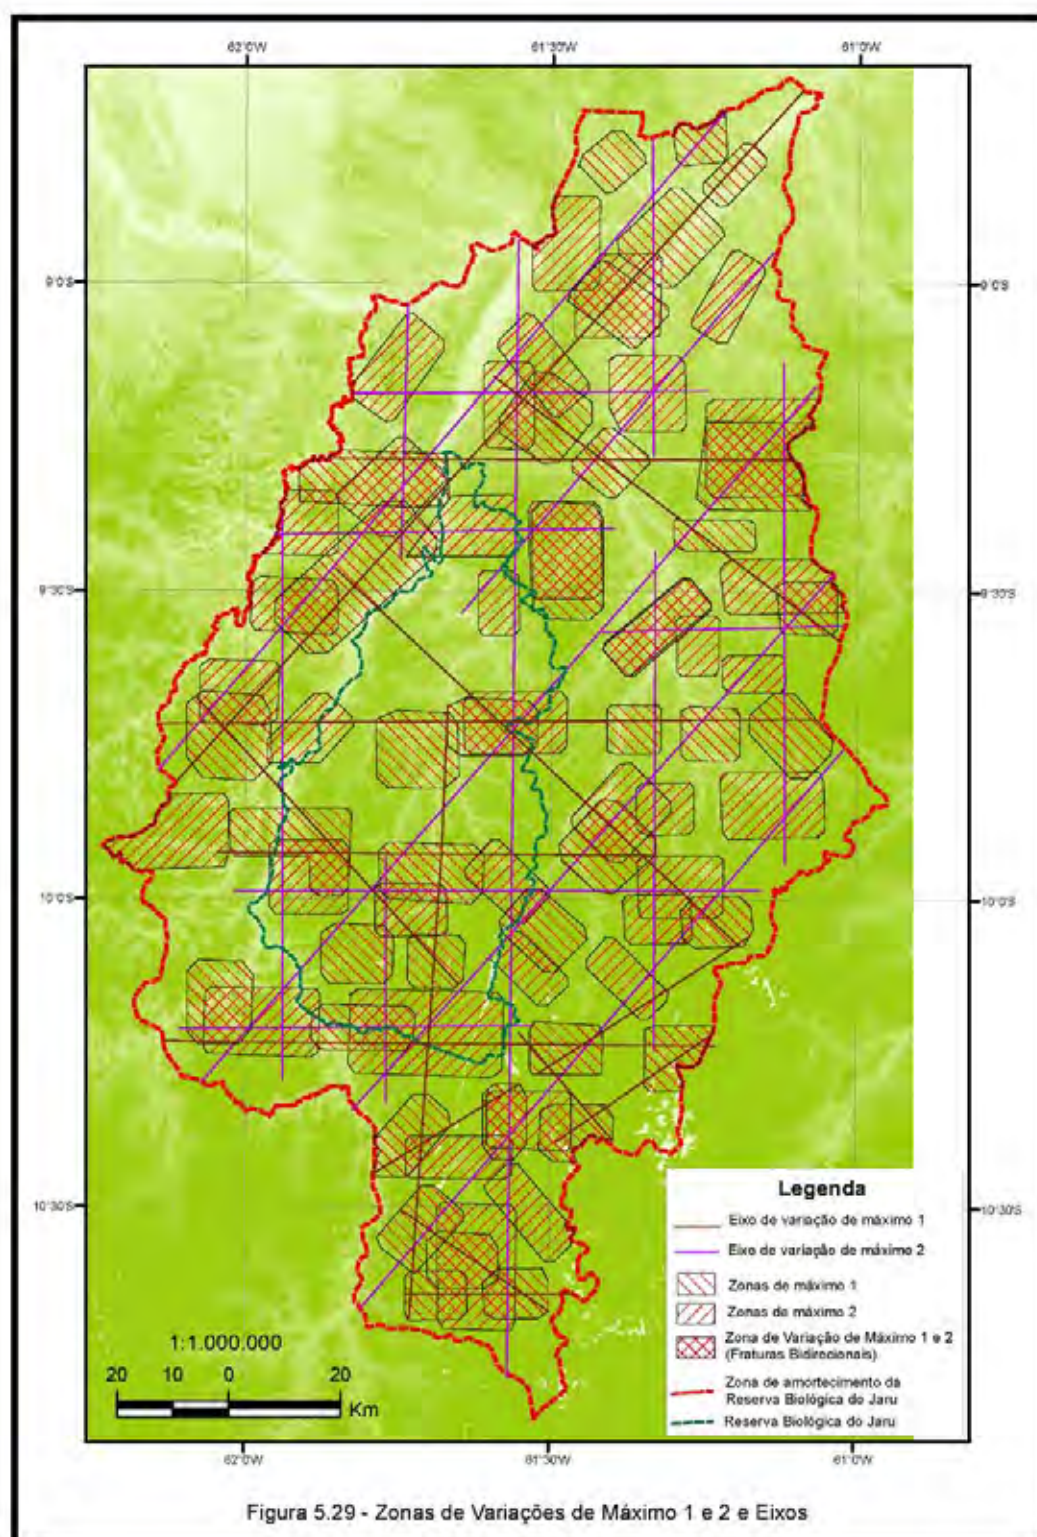 62°0'W 61°30'W 61°0'W
9°0'S 9°0'S
9°30'S 9°30'S
10°0'S 10°0'S
10°30'S 10°30'S
Legenda
Eixo de variação de máximo 1
Eixo de variação de máximo 2
Zonas de máximo 1
Zonas de máximo 2
Zona de Variação de Máximo 1 e 2
(Fraturas Bidirecionais)
Zona de amortecimento da
Reserva Biológica do Jaru
Reserva Biológica do Jaru
1:1.000.000
20 10 0 20
Km
62°0'W 61°30'W 61°0'W
Figura 5.29 - Zonas de Variações de Máximo 1 e 2 e Eixos